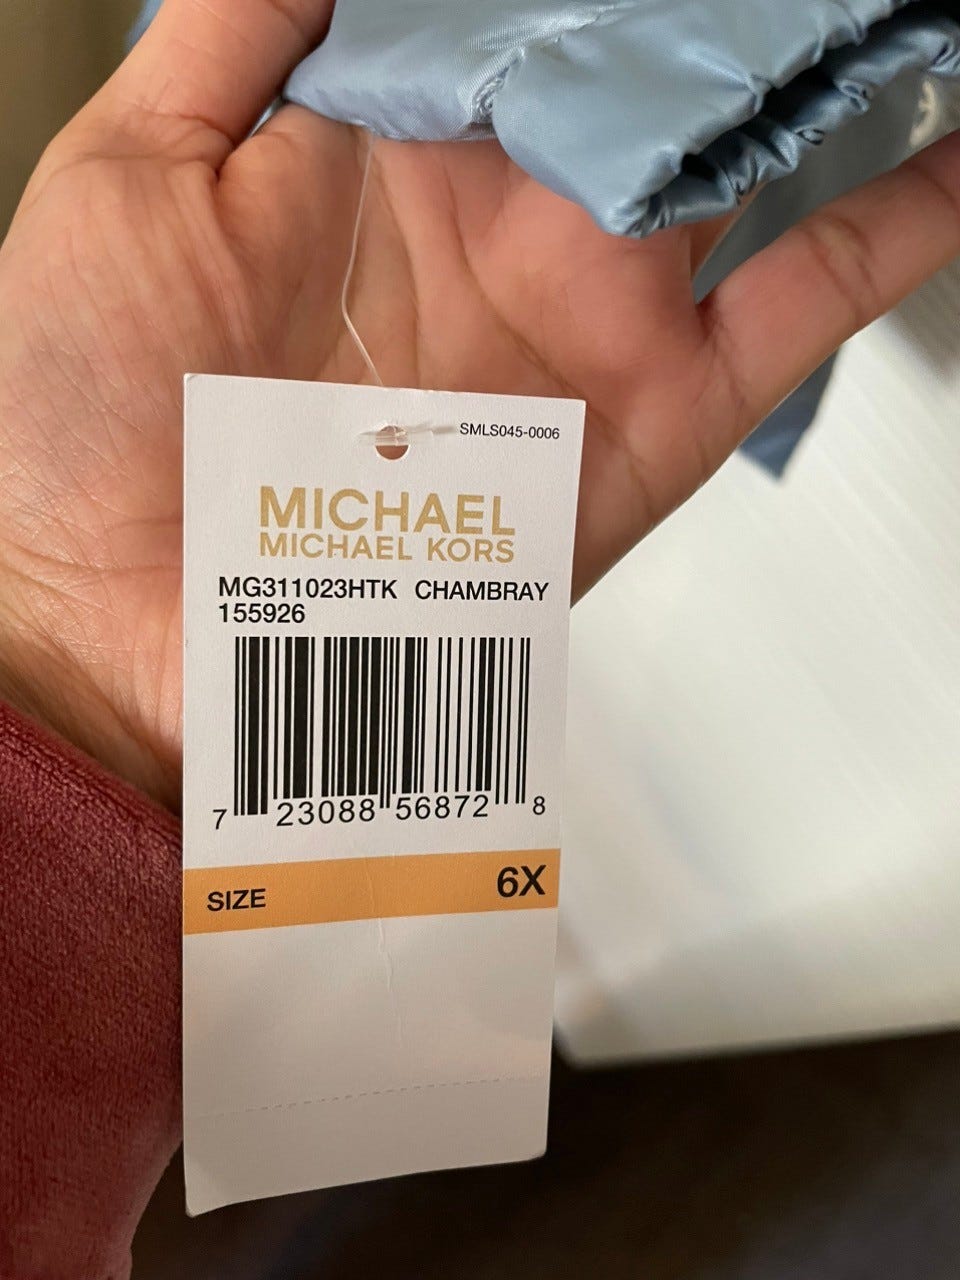 SMLS045-0006
MICHAEL
MICHAEL KORS
MG311023HTK CHAMBRAY
155926
7 23088 56872 8
SIZE 6X